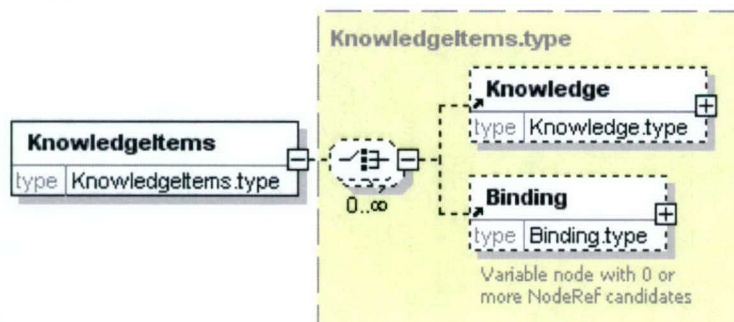 KnowledgeItems.type
Knowledge
type Knowledge.type
KnowledgeItems
type KnowledgeItems.type
0..∞
Binding
type Binding.type
Variable node with 0 or
more NodeRef candidates